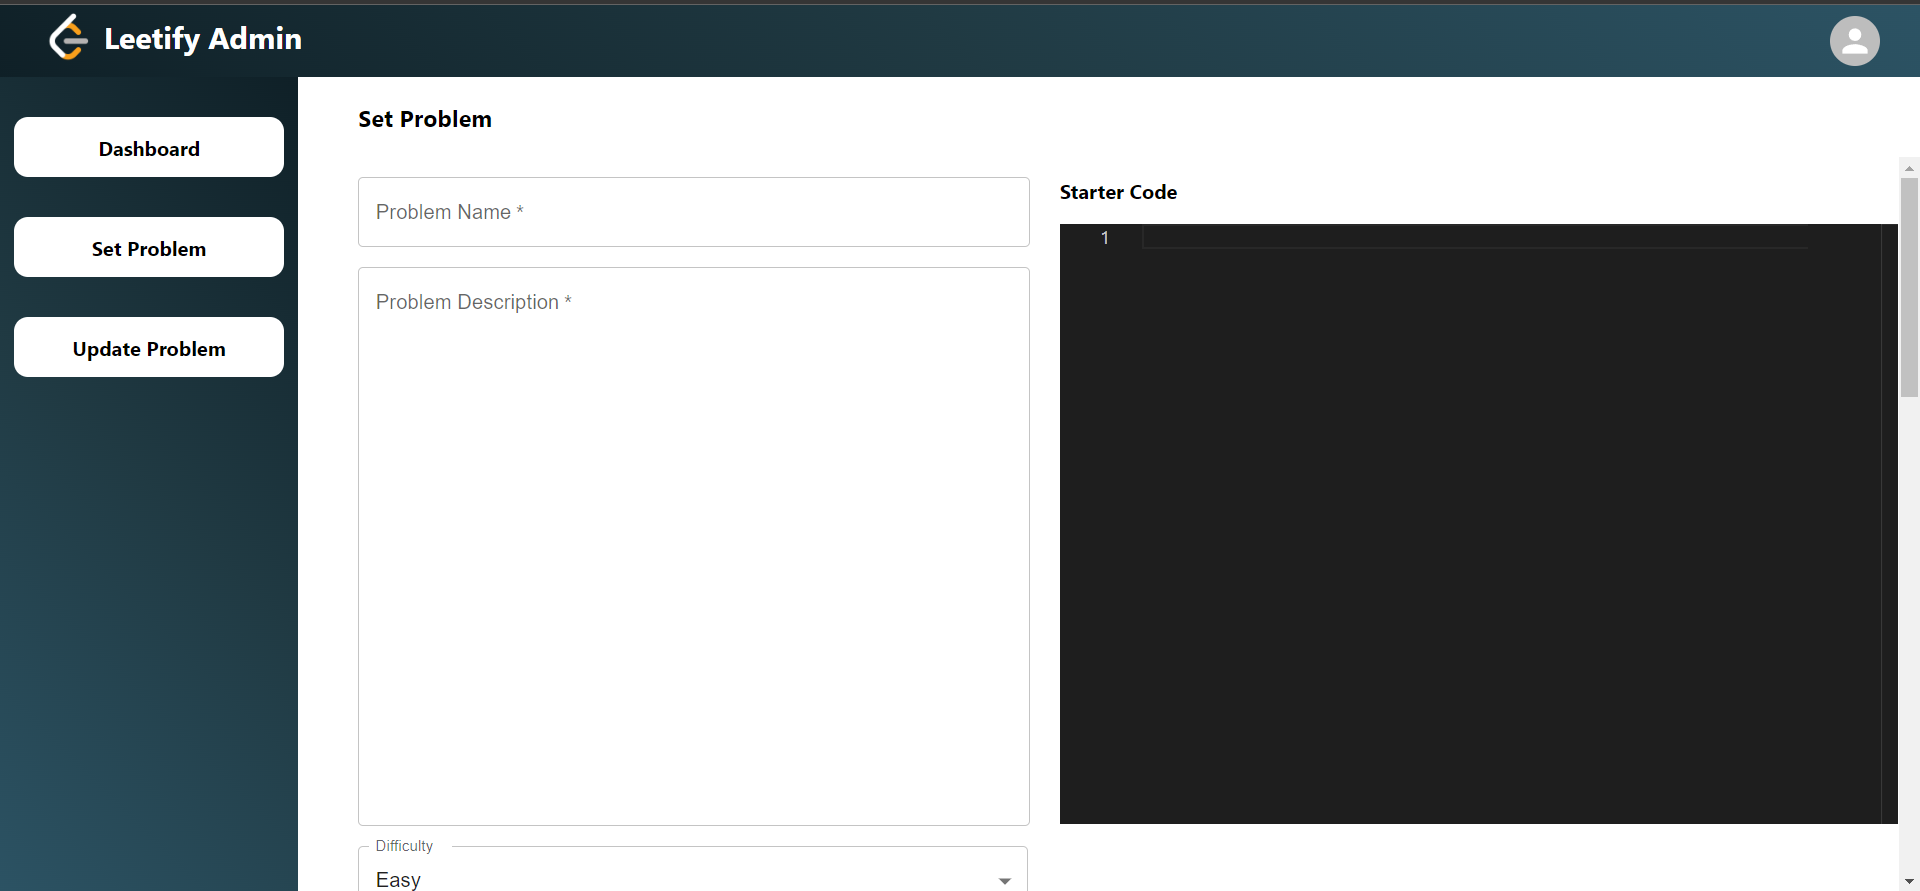 Leetify Admin
Dashboard
Set Problem
Update Problem
Set Problem
Problem Name *
Problem Description *
Difficulty
Easy
Starter Code
1